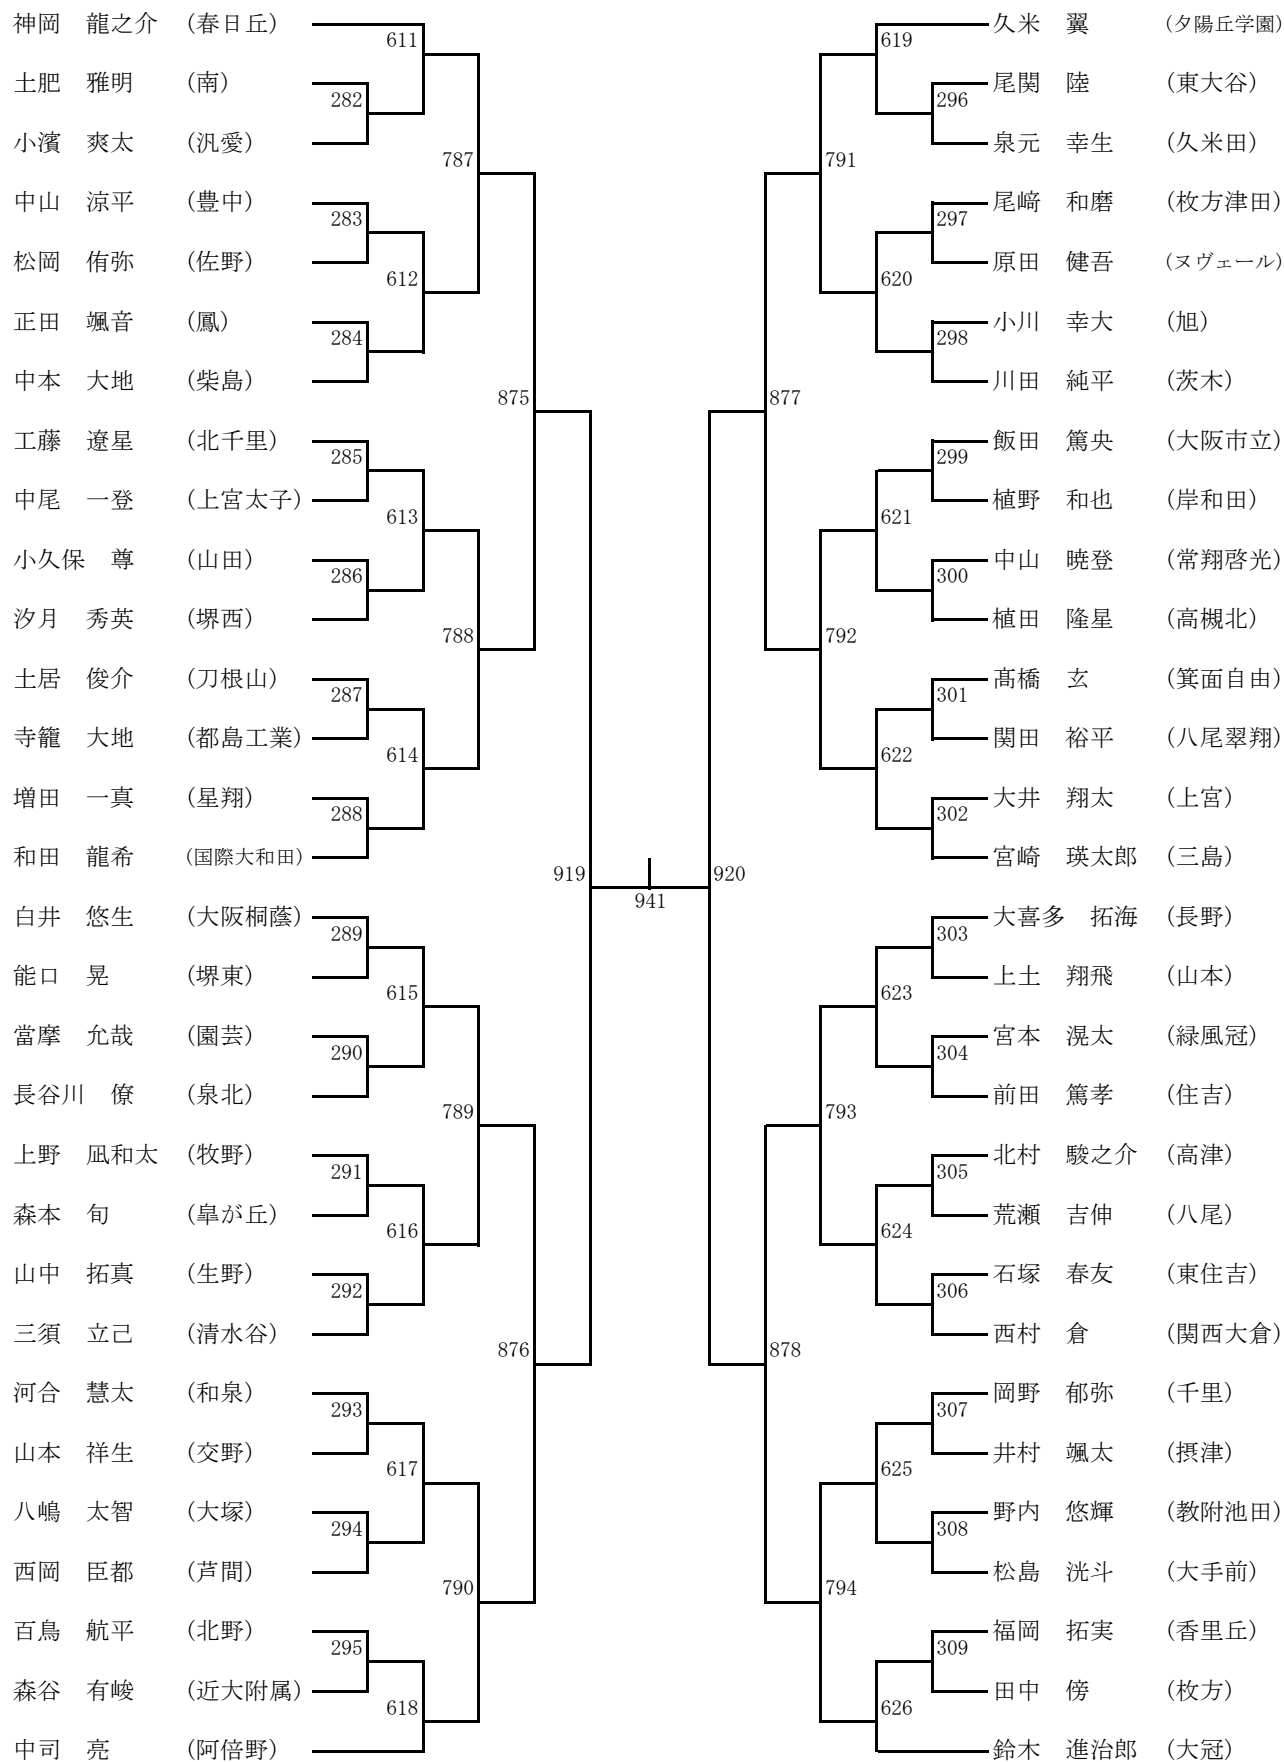 神岡 龍之介 (春日丘)
土肥 雅明 (南)
小濱 爽太 (汎愛)
中山 涼平 (豊中)
松岡 侑弥 (佐野)
正田 颯音 (鳳)
中本 大地 (柴島)
工藤 遼星 (北千里)
中尾 一登 (上宮太子)
小久保 尊 (山田)
汐月 秀英 (堺西)
土居 俊介 (刀根山)
寺籠 大地 (都島工業)
増田 一真 (星翔)
和田 龍希 (国際大和田)
白井 悠生 (大阪桐蔭)
能口 晃 (堺東)
當摩 允哉 (園芸)
長谷川 僚 (泉北)
上野 凪和太 (牧野)
森本 旬 (皐が丘)
山中 拓真 (生野)
三須 立己 (清水谷)
河合 慧太 (和泉)
山本 祥生 (交野)
八嶋 太智 (大塚)
西岡 臣都 (芦間)
百鳥 航平 (北野)
森谷 有峻 (近大附属)
中司 亮 (阿倍野)
282
283
284
285
286
287
288
289
290
291
292
293
294
295
611
612
613
614
615
616
617
618
787
788
789
790
875
876
919
941
920
877
878
791
792
793
794
619
620
621
622
623
624
625
626
296
297
298
299
300
301
302
303
304
305
306
307
308
309
久米 翼 (夕陽丘学園)
尾関 陸 (東大谷)
泉元 幸生 (久米田)
尾﨑 和磨 (枚方津田)
原田 健吾 (ヌヴェール)
小川 幸大 (旭)
川田 純平 (茨木)
飯田 篤央 (大阪市立)
植野 和也 (岸和田)
中山 暁登 (常翔啓光)
植田 隆星 (高槻北)
髙橋 玄 (箕面自由)
関田 裕平 (八尾翠翔)
大井 翔太 (上宮)
宮崎 瑛太郎 (三島)
大喜多 拓海 (長野)
上土 翔飛 (山本)
宮本 滉太 (緑風冠)
前田 篤孝 (住吉)
北村 駿之介 (高津)
荒瀬 吉伸 (八尾)
石塚 春友 (東住吉)
西村 倉 (関西大倉)
岡野 郁弥 (千里)
井村 颯太 (摂津)
野内 悠輝 (教附池田)
松島 洸斗 (大手前)
福岡 拓実 (香里丘)
田中 傍 (枚方)
鈴木 進治郎 (大冠)